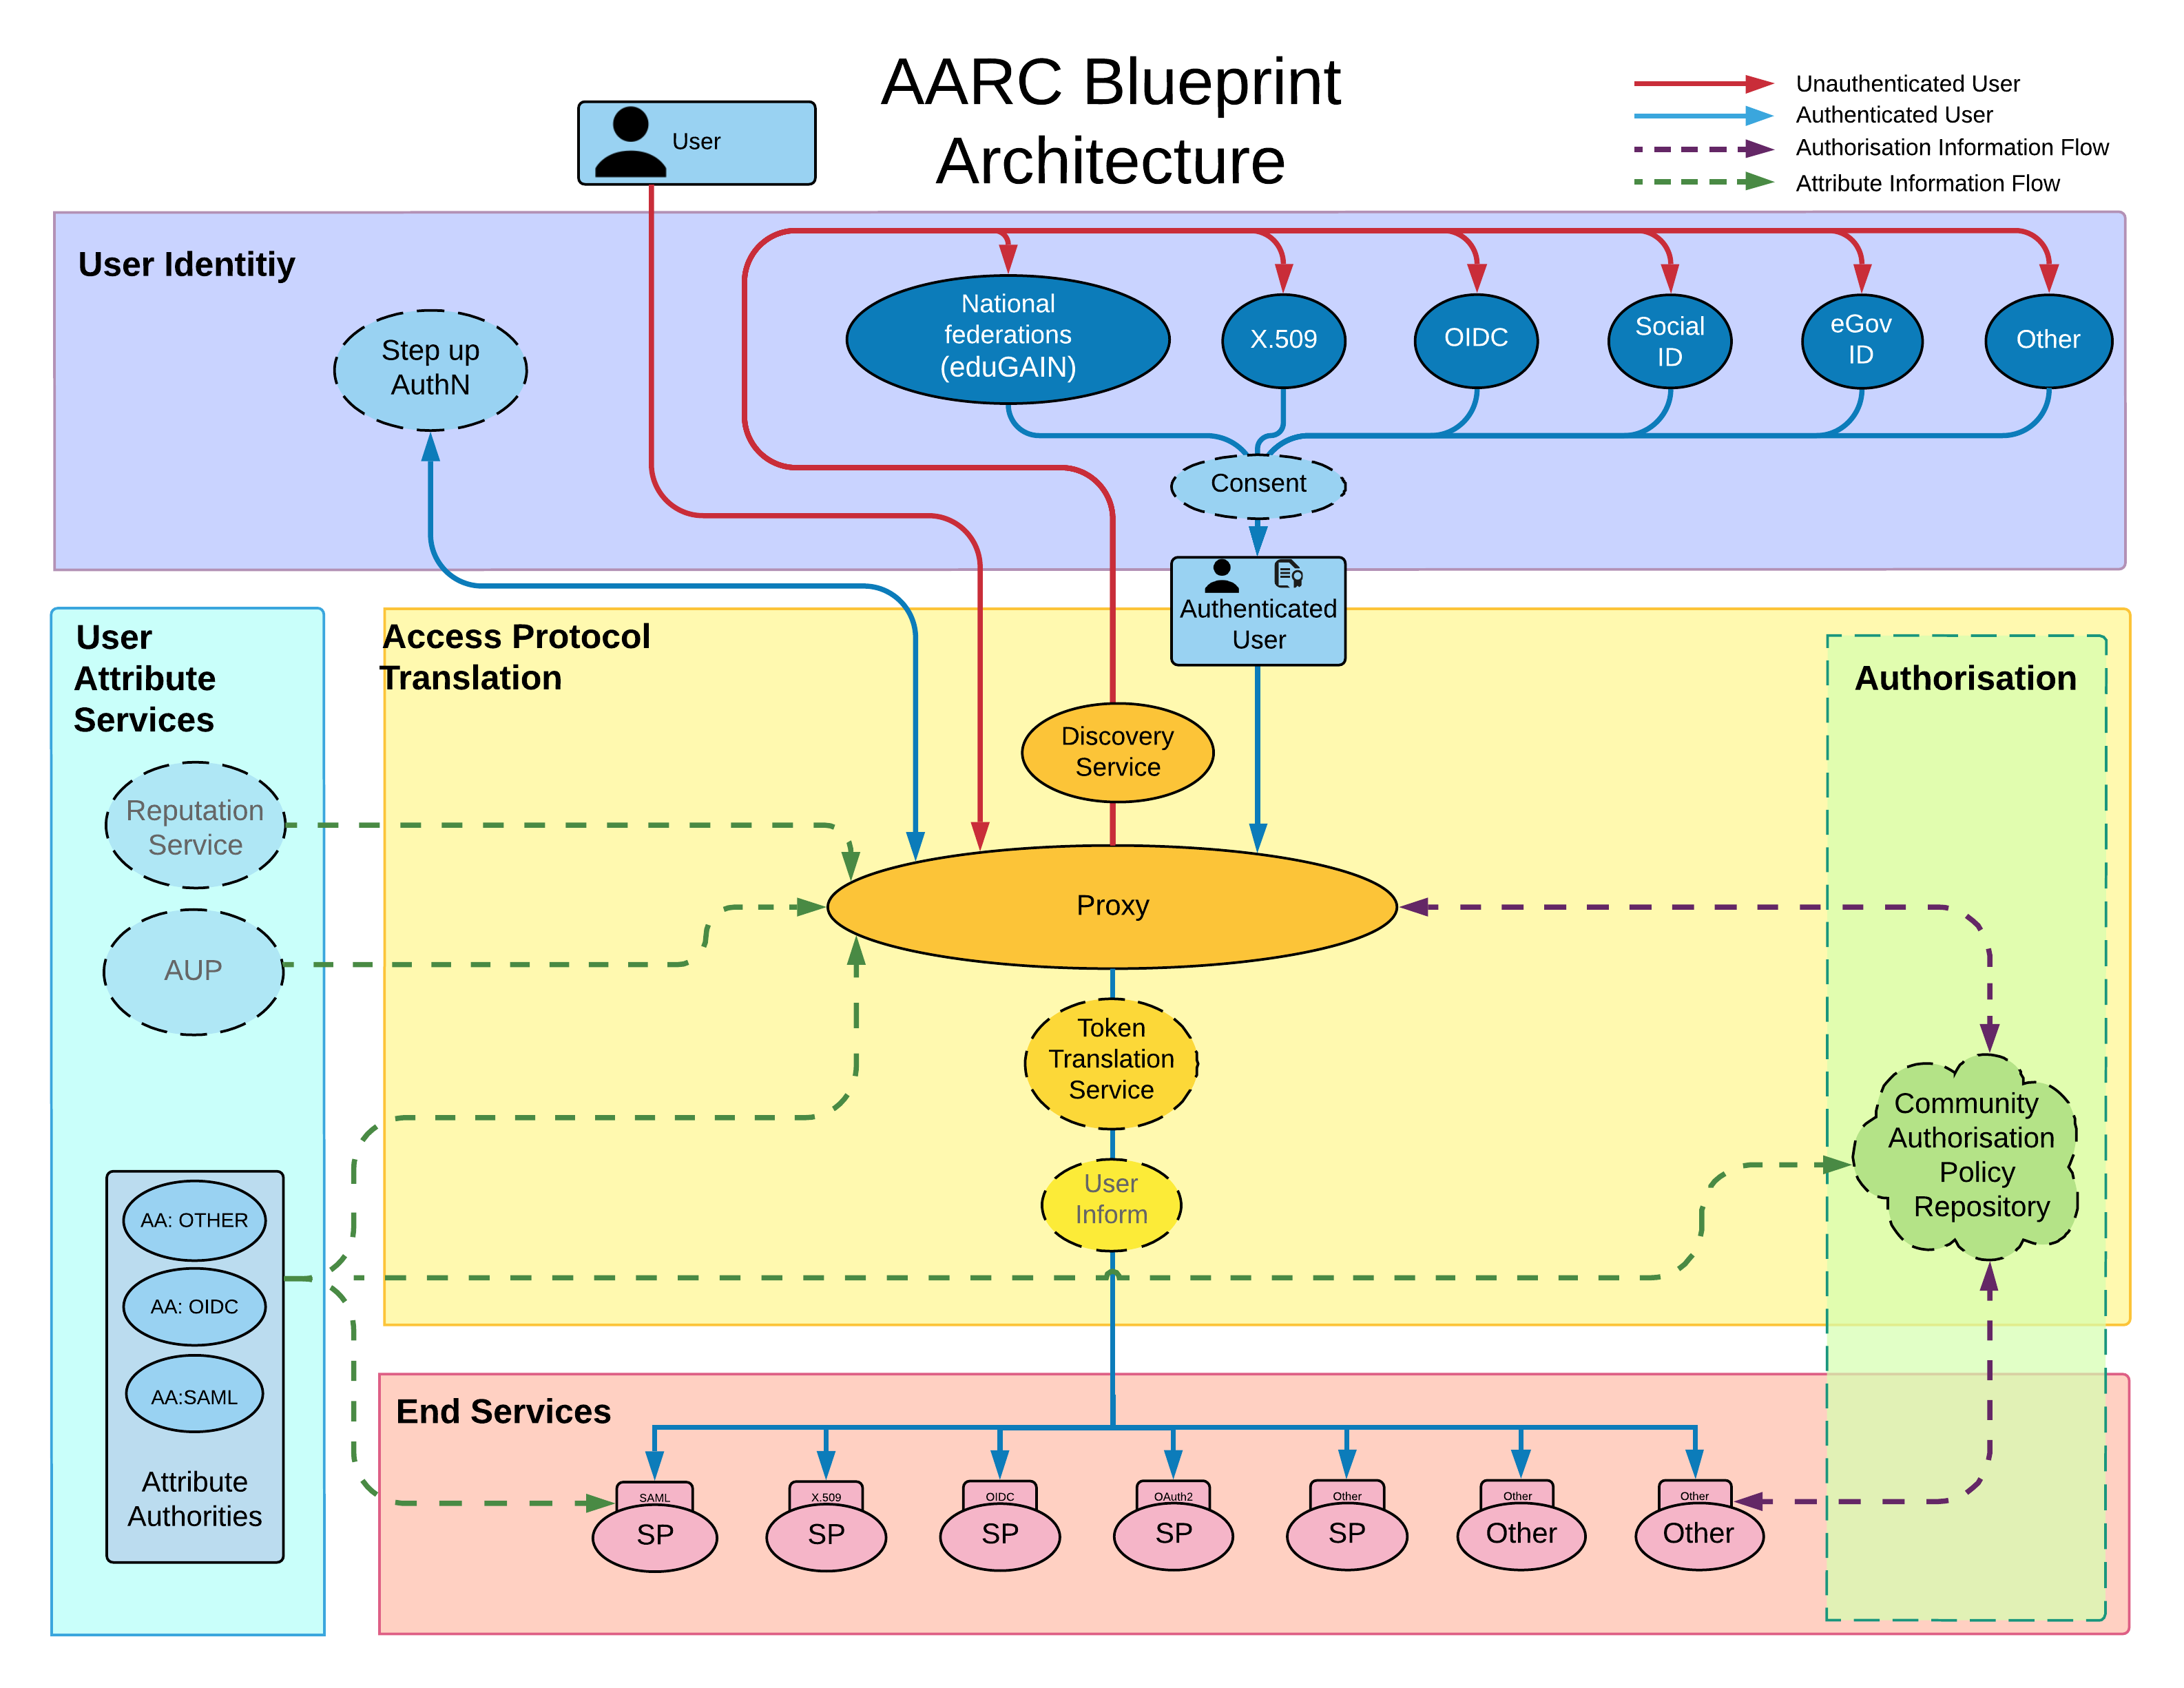 AARC Blueprint
Architecture
User
Unauthenticated User
Authenticated User
Authorisation Information Flow
Attribute Information Flow
User Identitiy
Step up
AuthN
National
federations
(eduGAIN)
X.509
OIDC
Social
ID
eGov
ID
Other
Consent
Authenticated
User
User
Attribute
Services
Reputation
Service
AUP
AA: OTHER
AA: OIDC
AA:SAML
Attribute
Authorities
Access Protocol
Translation
Discovery
Service
Proxy
Token
Translation
Service
User
Inform
Authorisation
Community
Authorisation
Policy
Repository
End Services
SAML
SP
X.509
SP
OIDC
SP
OAuth2
SP
Other
SP
Other
Other
Other
Other